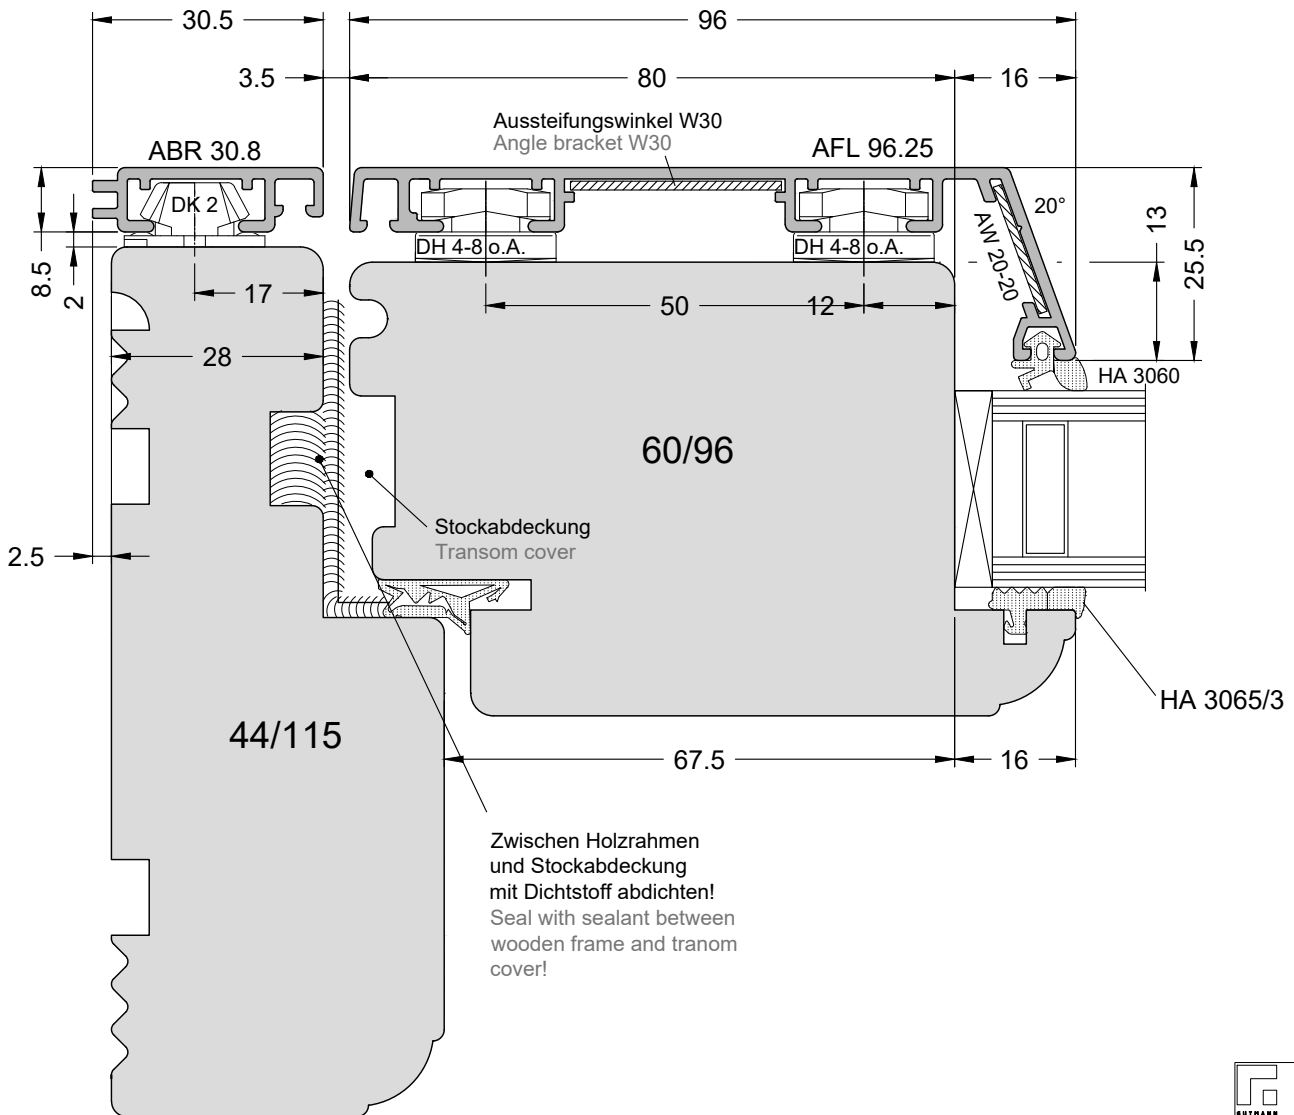 30.5
96
3.5
80
16
Aussteifungswinkel W30
Angle bracket W30
ABR 30.8
AFL 96.25
DK 2
20°
AW 20-20
13
25.5
DH 4-8 o.A.
DH 4-8 o.A.
8.5
2
17
50
12
28
HA 3060
60/96
Stockabdeckung
Transom cover
2.5
HA 3065/3
44/115
67.5
16
Zwischen Holzrahmen
und Stockabdeckung
mit Dichtstoff abdichten!
Seal with sealant between
wooden frame and tranom
cover!
GUTMANN